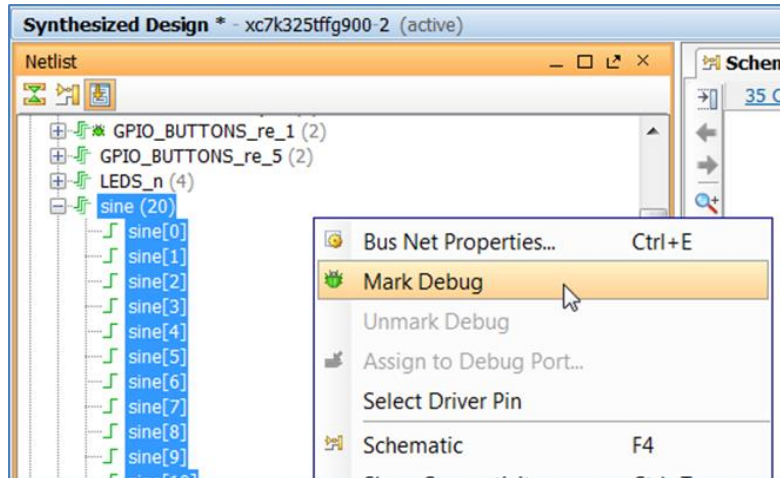 Synthesized Design * - xc7k325tffg900-2 (active)
Netlist
Schem
35 C
GPIO_BUTTONS_re_1 (2)
GPIO_BUTTONS_re_5 (2)
LEDS_n (4)
sine (20)
sine[0]
sine[1]
sine[2]
sine[3]
sine[4]
sine[5]
sine[6]
sine[7]
sine[8]
sine[9]
Bus Net Properties... Ctrl+E
Mark Debug
Unmark Debug
Assign to Debug Port...
Select Driver Pin
Schematic F4